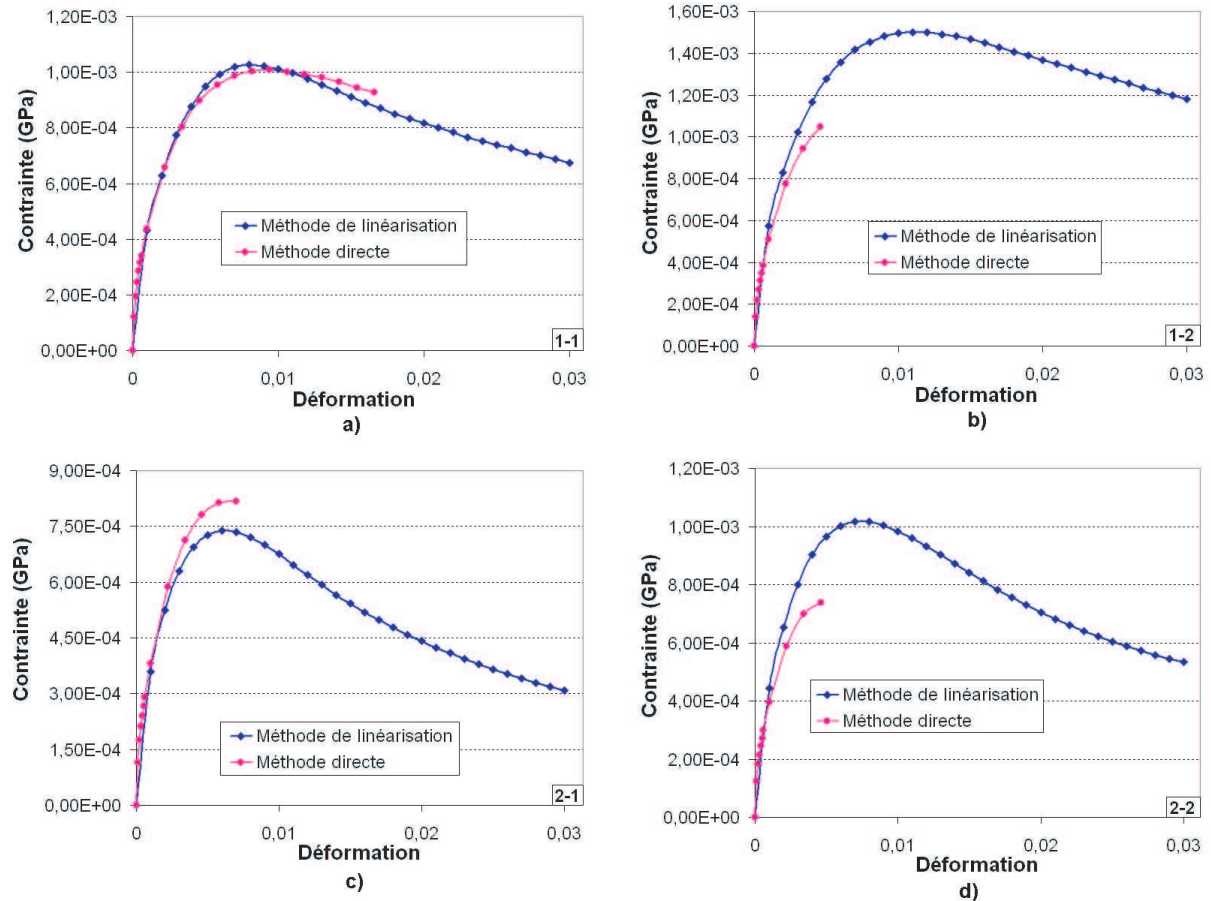 1,20E-03
1,00E-03
8,00E-04
6,00E-04
4,00E-04
2,00E-04
0,00E+00
Contrainte (GPa)
Méthode de linéarisation
Méthode directe
1-1
0
0,01
0,02
0,03
Déformation
a)
1,60E-03
1,40E-03
1,20E-03
1,00E-03
8,00E-04
6,00E-04
4,00E-04
2,00E-04
0,00E+00
Contrainte (GPa)
Méthode de linéarisation
Méthode directe
1-2
0
0,01
0,02
0,03
Déformation
b)
9,00E-04
7,50E-04
6,00E-04
4,50E-04
3,00E-04
1,50E-04
0,00E+00
Contrainte (GPa)
Méthode de linéarisation
Méthode directe
2-1
0
0,01
0,02
0,03
Déformation
c)
1,20E-03
1,00E-03
8,00E-04
6,00E-04
4,00E-04
2,00E-04
0,00E+00
Contrainte (GPa)
Méthode de linéarisation
Méthode directe
2-2
0
0,01
0,02
0,03
Déformation
d)